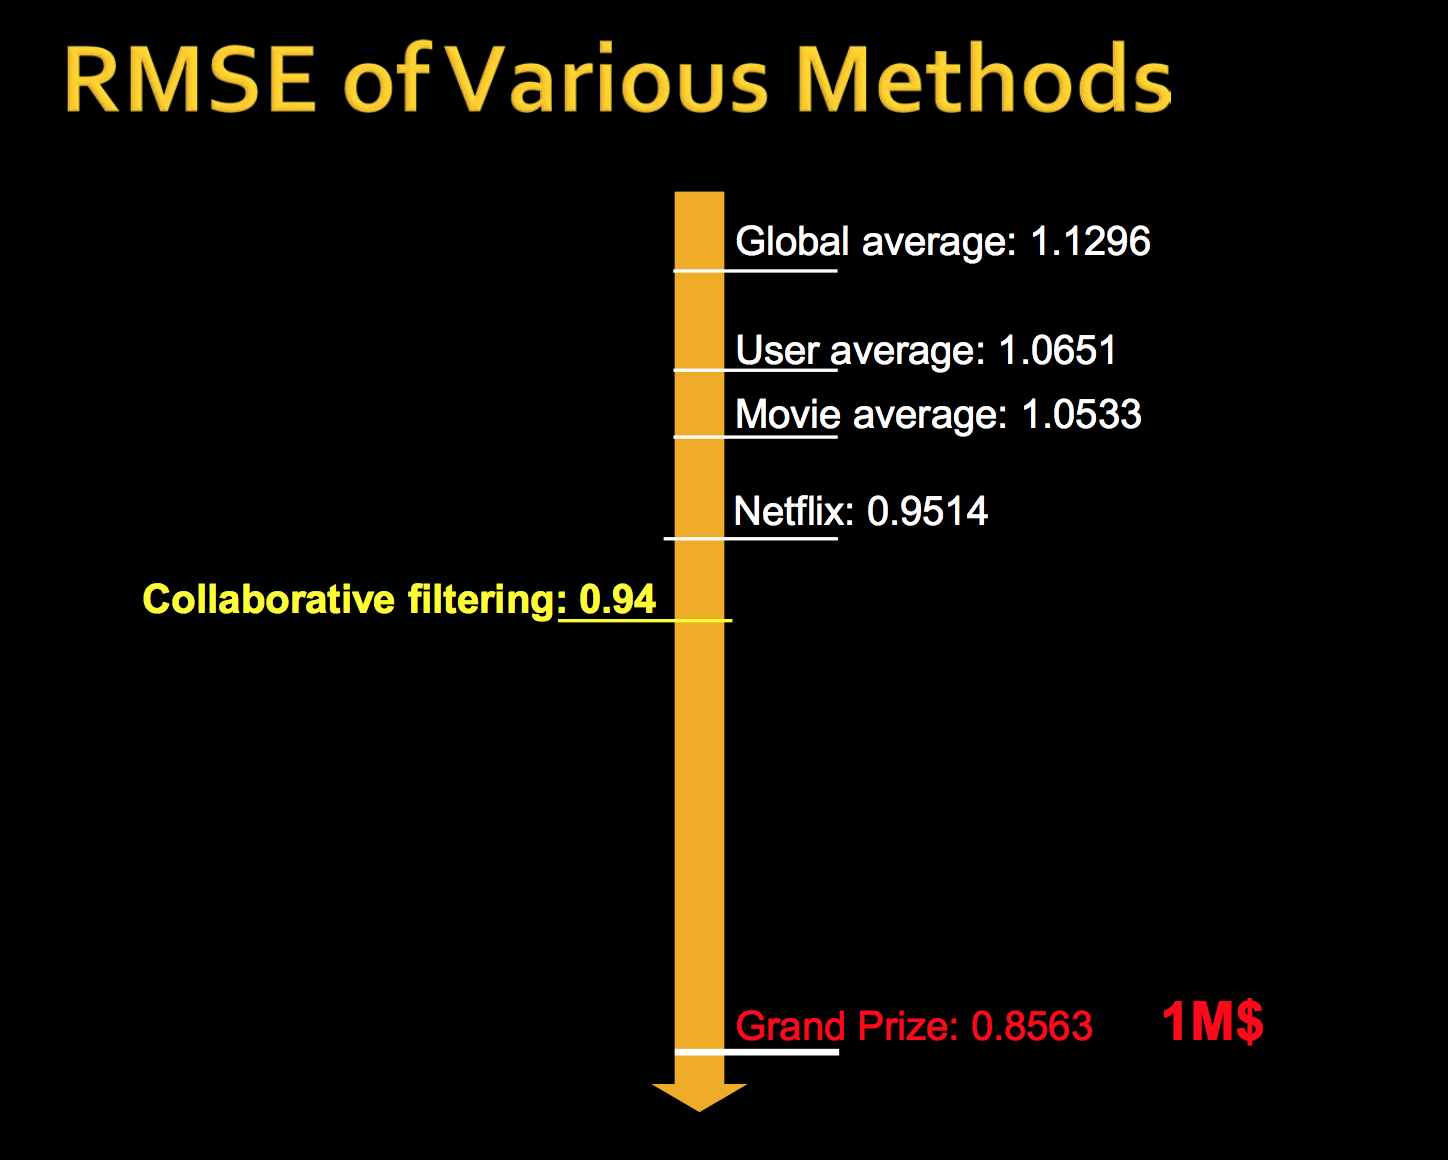 RMSE of Various Methods
Global average: 1.1296
User average: 1.0651
Movie average: 1.0533
Netflix: 0.9514
Collaborative filtering: 0.94
Grand Prize: 0.8563 1M$